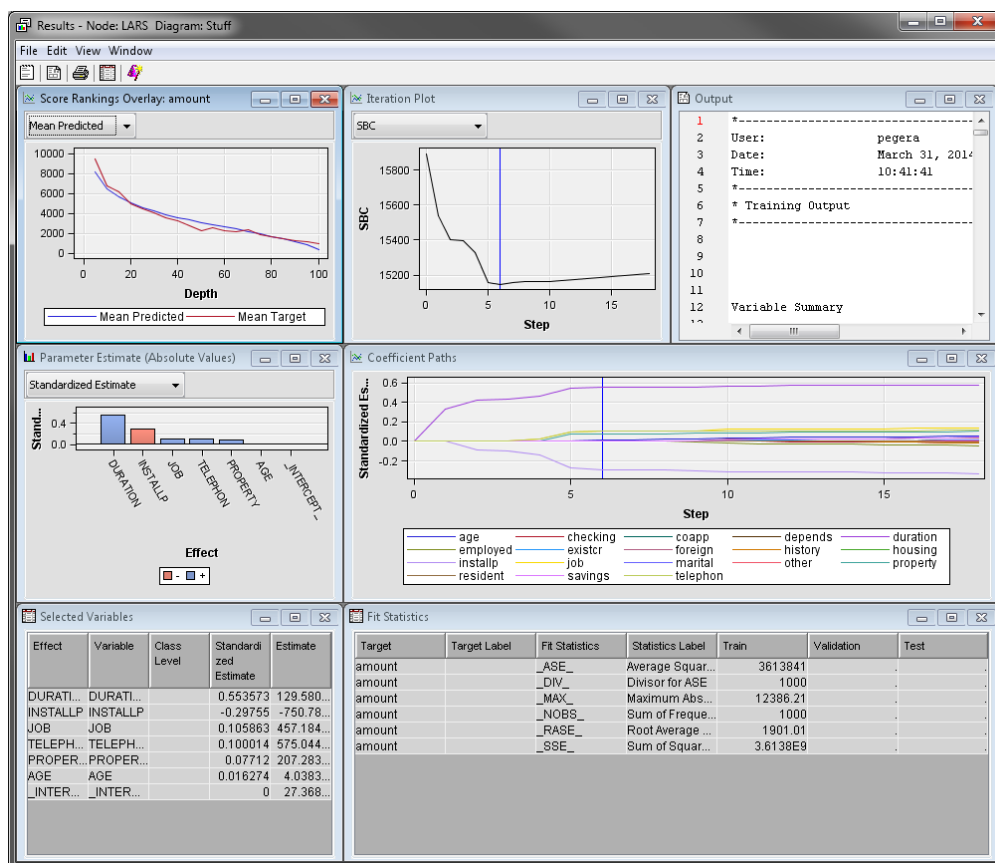 Results - Node: LARS Diagram: Stuff
File Edit View Window
Score Rankings Overlay: amount
Mean Predicted
10000
8000
6000
4000
2000
0
0 20 40 60 80 100
Depth
Mean Predicted Mean Target
Iteration Plot
SBC
SBC
15800
15600
15400
15200
0 5 10 15
Step
Output
1 *-----------------------------------
2 User: pegera
3 Date: March 31, 2014
4 Time: 10:41:41
5 *-----------------------------------
6 * Training Output
7 *-----------------------------------
8
9
10
11
12 Variable Summary
Parameter Estimate (Absolute Values)
Standardized Estimate
Stand...
0.4
0.0
DURATION
INSTALLP
JOB
TELEPHON
PROPERTY
AGE
_INTERCEPT_
Effect
- +
Coefficient Paths
Standardized Es...
0.6
0.4
0.2
0.0
-0.2
0 5 10 15
Step
age checking coapp depends duration
employed existcr foreign history housing
installp job marital other property
resident savings telephon
Selected Variables
Effect Variable Class Level Standardi zed Estimate Estimate
DURATI... DURATI... 0.553573 129.580...
INSTALLP INSTALLP -0.29755 -750.78...
JOB JOB 0.105863 457.184...
TELEPH... TELEPH... 0.100014 575.044...
PROPER... PROPER... 0.07712 207.283...
AGE AGE 0.016274 4.0383...
_INTER... _INTER... 0 27.368...
Fit Statistics
Target Target Label Fit Statistics Statistics Label Train Validation Test
amount _ASE_ Average Squar... 3613841 . .
amount _DIV_ Divisor for ASE 1000 . .
amount _MAX_ Maximum Abs... 12386.21 . .
amount _NOBS_ Sum of Freque... 1000 . .
amount _RASE_ Root Average ... 1901.01 . .
amount _SSE_ Sum of Squar... 3.6138E9 . .